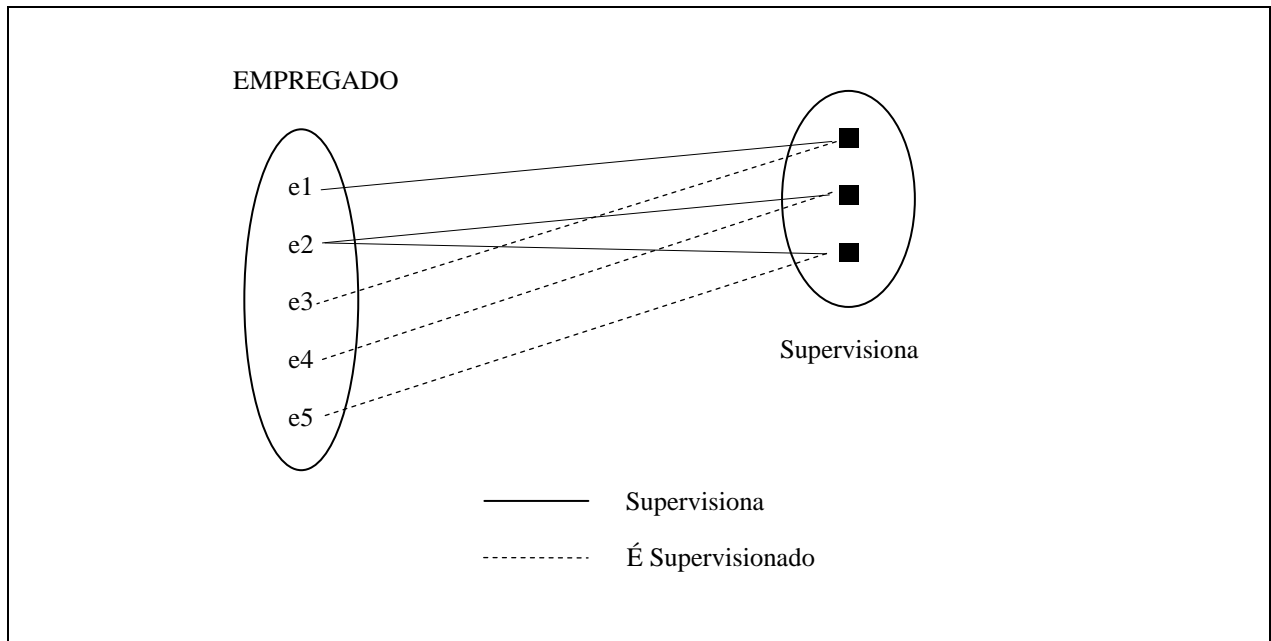 EMPREGADO
e1
e2
e3
e4
e5
Supervisiona
Supervisiona
É Supervisionado